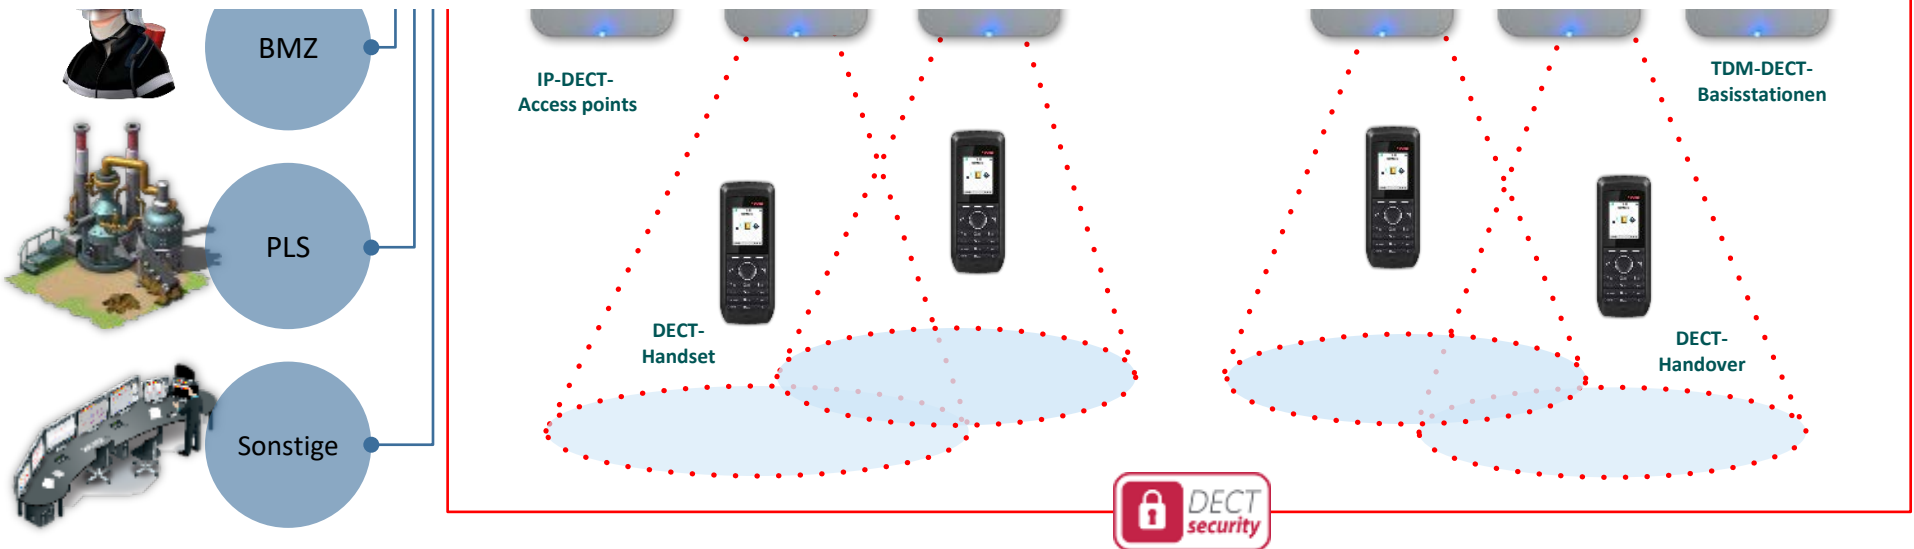 BMZ
PLS
Sonstige
IP-DECT-
Access points
TDM-DECT-
Basisstationen
DECT-
Handset
DECT-
Handover
DECT
security